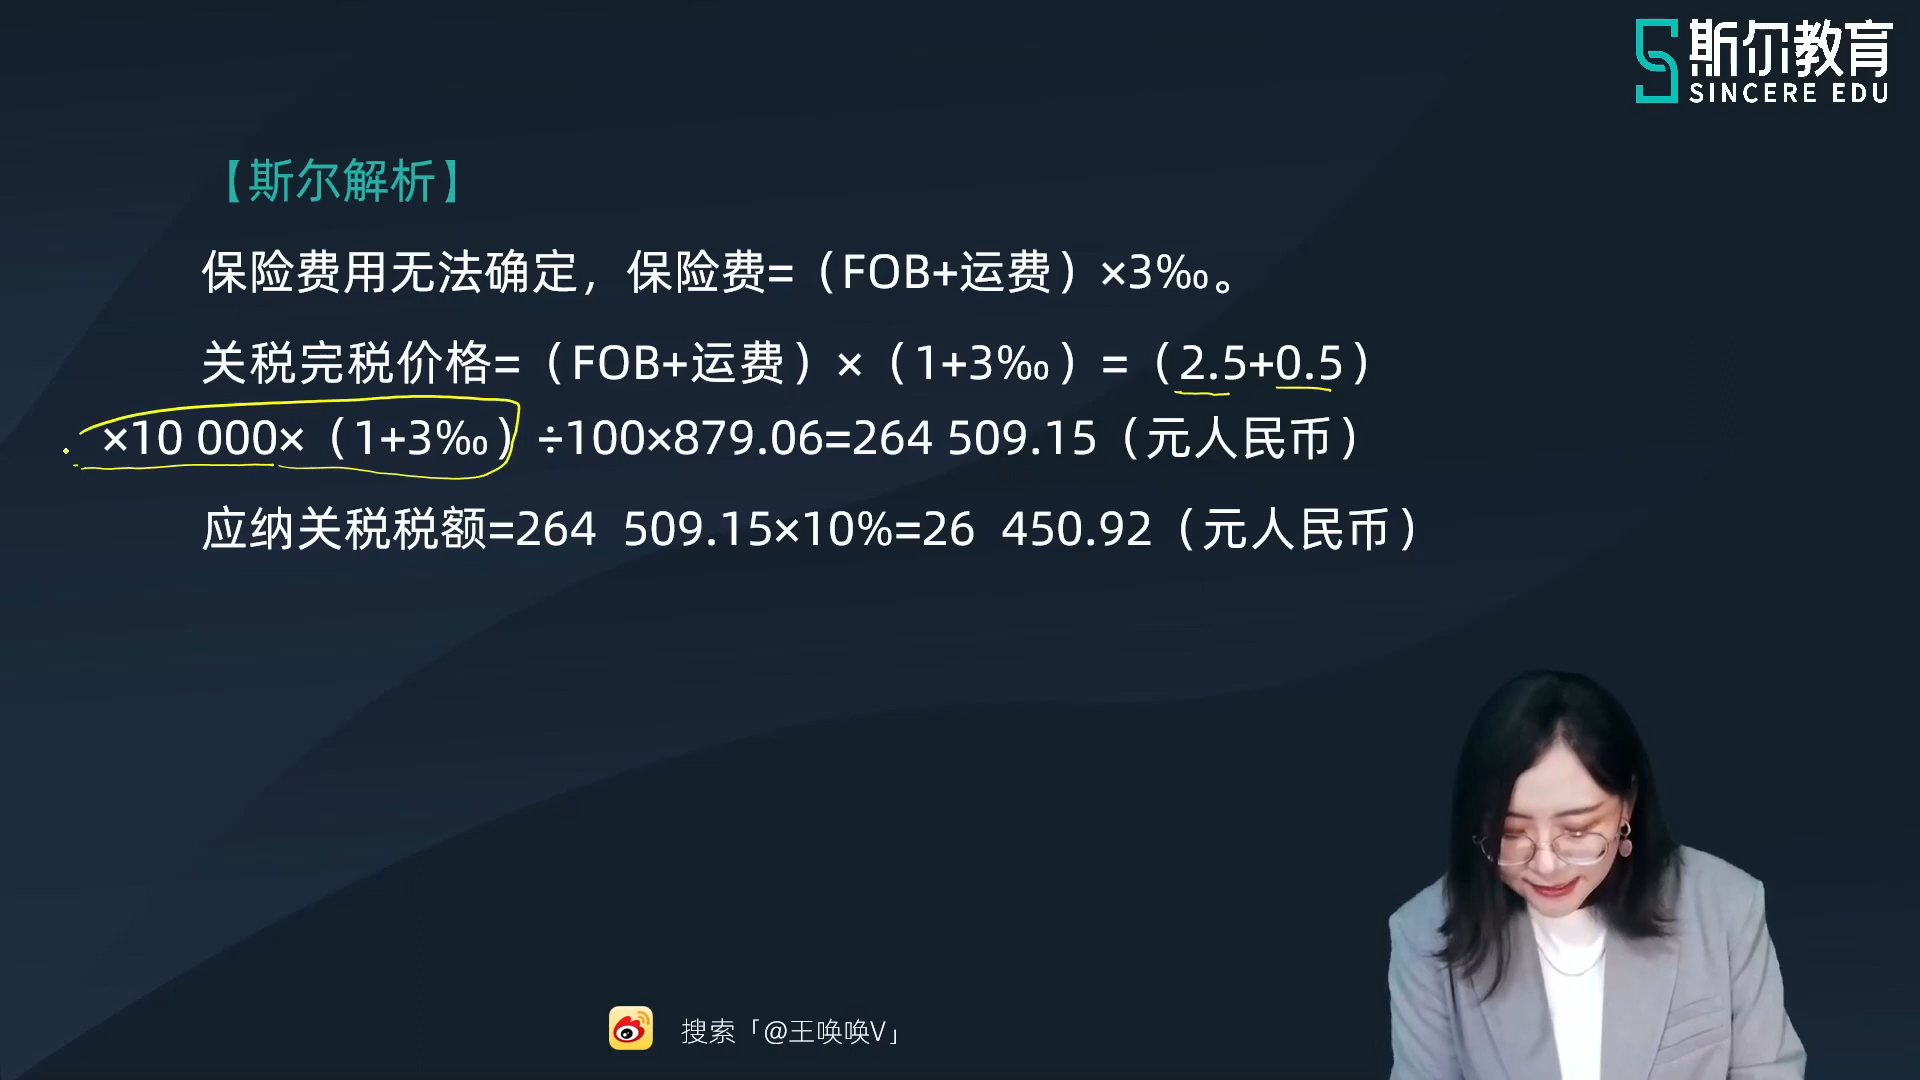 斯尔教育
SINCERE EDU
【斯尔解析】
保险费用无法确定，保险费=（FOB+运费）×3‰。
关税完税价格=（FOB+运费）×（1+3‰）=（2.5+0.5）
×10 000×（1+3‰）÷100×879.06=264 509.15（元人民币）
应纳关税税额=264 509.15×10%=26 450.92（元人民币）
搜索「@王唤唤V」